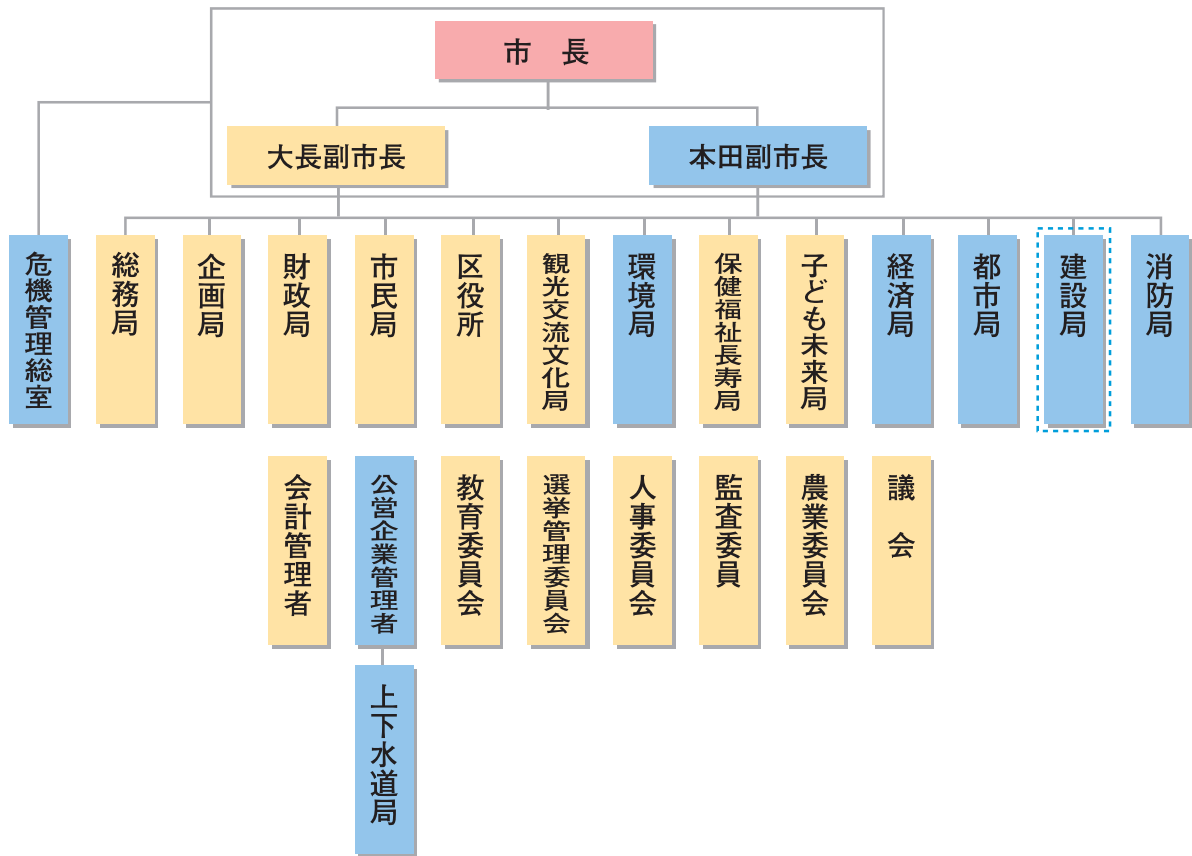 市　長
大長副市長
本田副市長
危機管理総室
総務局
企画局
財政局
市民局
区役所
観光交流文化局
環境局
保健福祉長寿局
子ども未来局
経済局
都市局
建設局
消防局
会計管理者
公営企業管理者
教育委員会
選挙管理委員会
人事委員会
監査委員
農業委員会
議　会
上下水道局